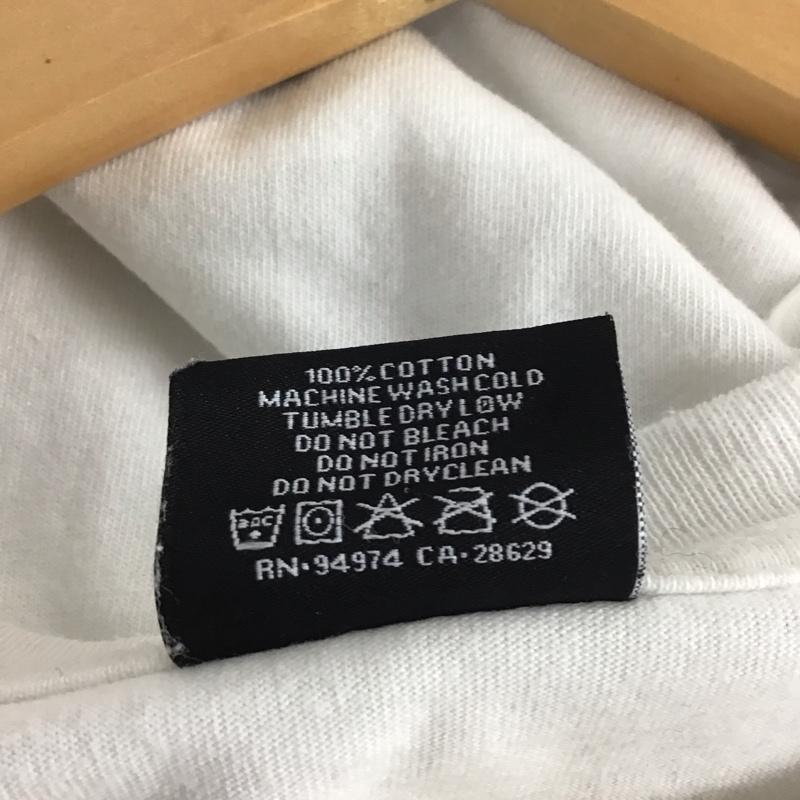 100% COTTON
MACHINE WASH COLD
TUMBLE DRY LOW
DO NOT BLEACH
DO NOT IRON
DO NOT DRYCLEAN
30C
RN·94974 CA·28629